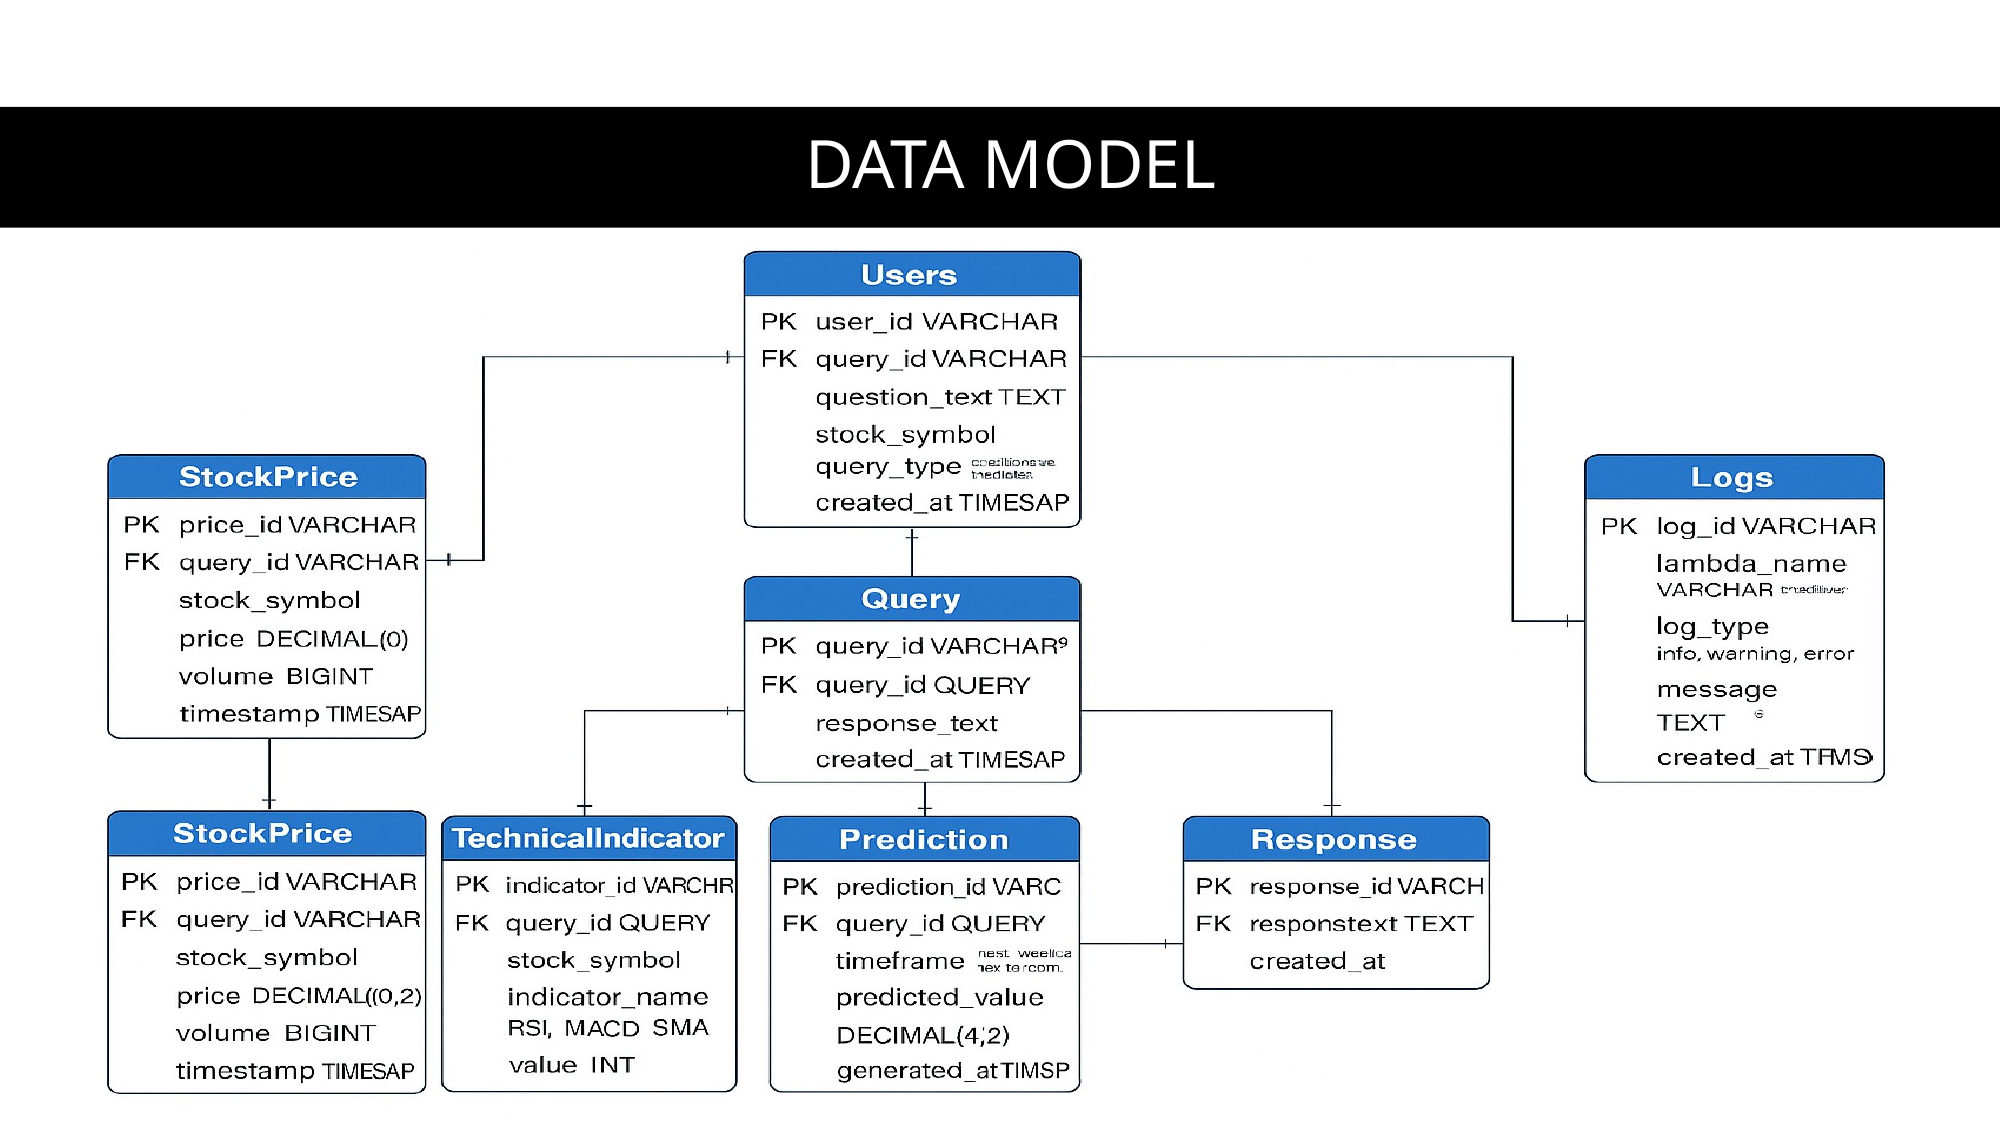 DATA MODEL
Users
PK user_id VARCHAR
FK query_id VARCHAR
question_text TEXT
stock_symbol
query_type
created_at TIMESAP
StockPrice
PK price_id VARCHAR
FK query_id VARCHAR
stock_symbol
price DECIMAL(0)
volume BIGINT
timestamp TIMESAP
Logs
PK log_id VARCHAR
lambda_name
VARCHAR
log_type
info, warning, error
message
TEXT
created_at
Query
PK query_id VARCHAR⁹
FK query_id QUERY
response_text
created_at TIMESAP
StockPrice
PK price_id VARCHAR
FK query_id VARCHAR
stock_symbol
price DECIMAL((0,2)
volume BIGINT
timestamp TIMESAP
TechnicalIndicator
PK indicator_id VARCHR
FK query_id QUERY
stock_symbol
indicator_name
RSI, MACD SMA
value INT
Prediction
PK prediction_id VARC
FK query_id QUERY
timeframe
predicted_value
DECIMAL(4,2)
generated_at TIMSP
Response
PK response_id VARCH
FK responstext TEXT
created_at